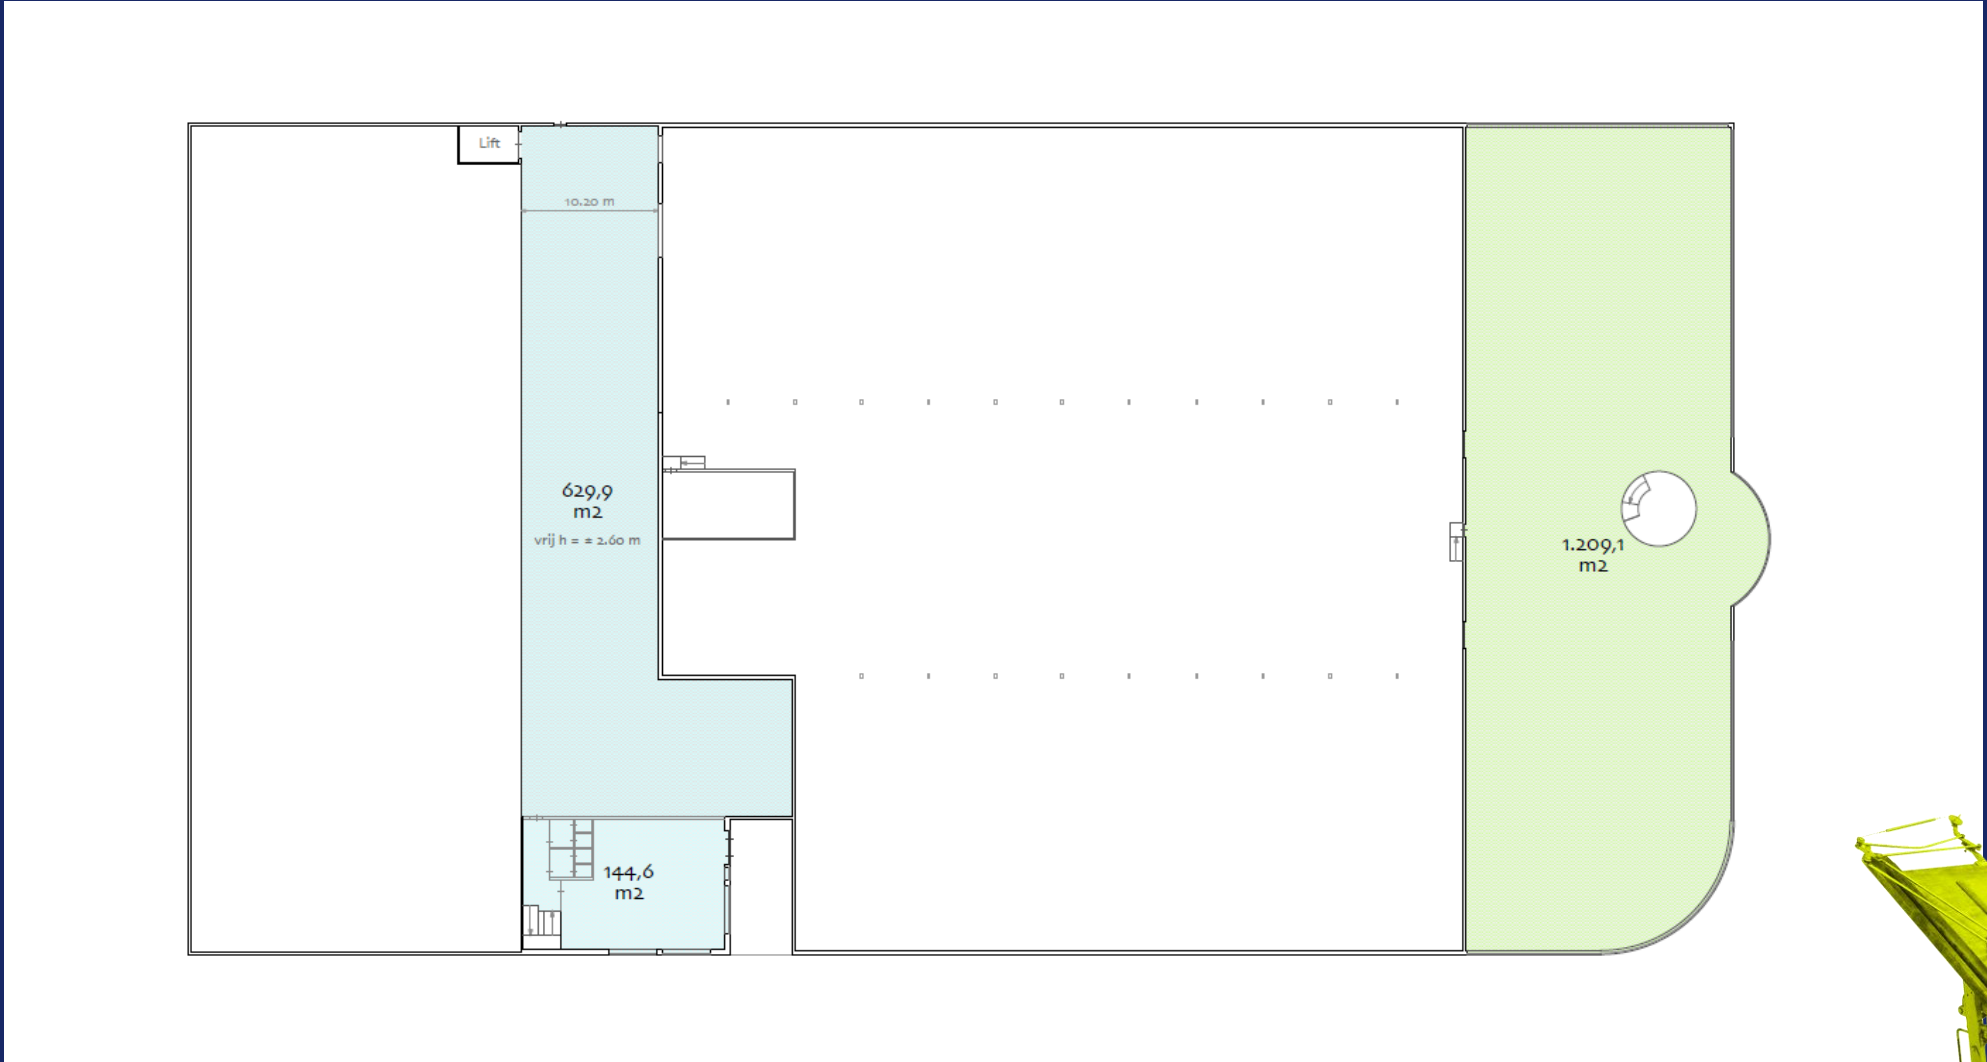 Lift
10.20 m
629,9
m2
vrij h = ± 2.60 m
1.209,1
m2
144,6
m2